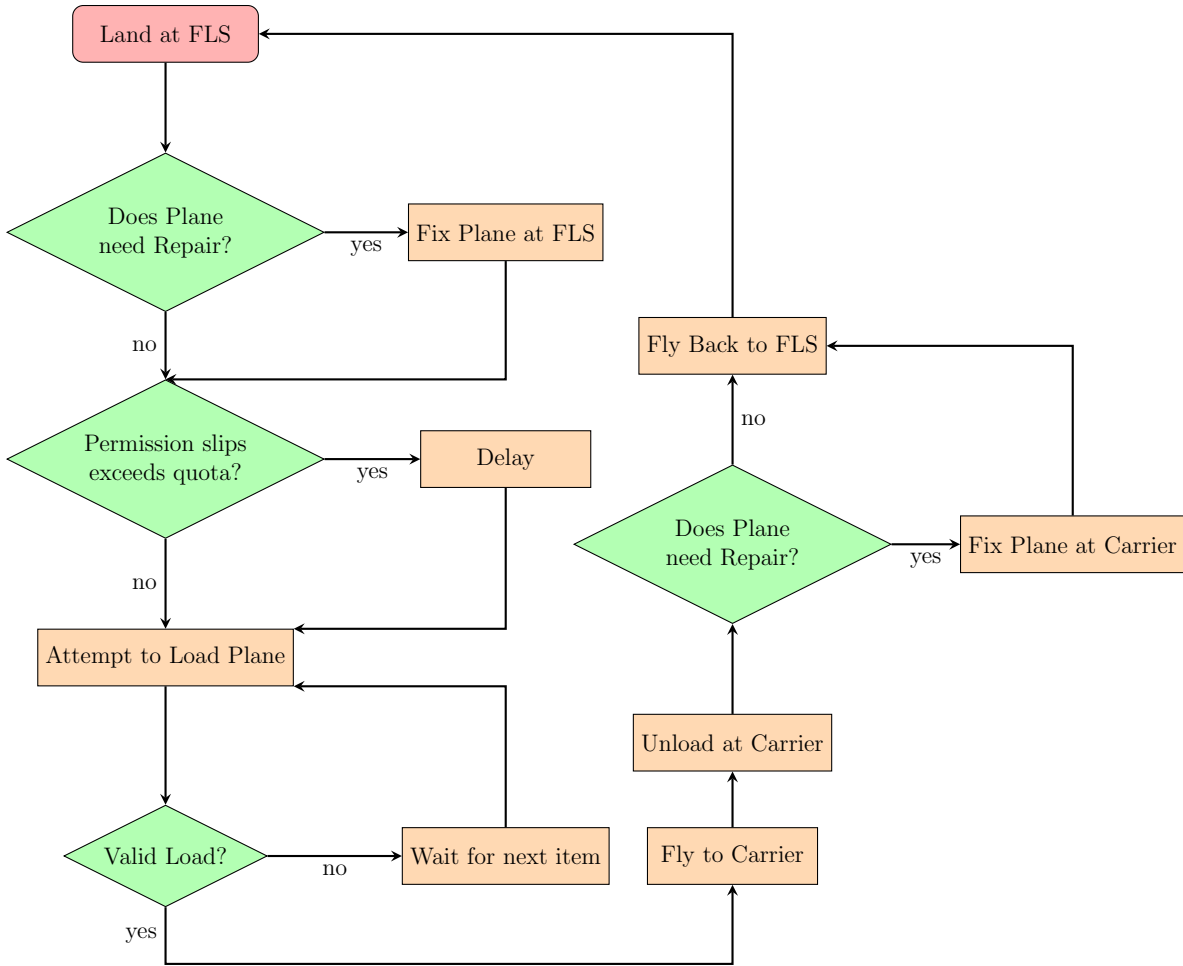 Land at FLS
Does Plane
need Repair?
yes
Fix Plane at FLS
no
Permission slips
exceeds quota?
yes
Delay
no
Attempt to Load Plane
Valid Load?
no
Wait for next item
yes
Fly to Carrier
Unload at Carrier
Does Plane
need Repair?
yes
Fix Plane at Carrier
no
Fly Back to FLS